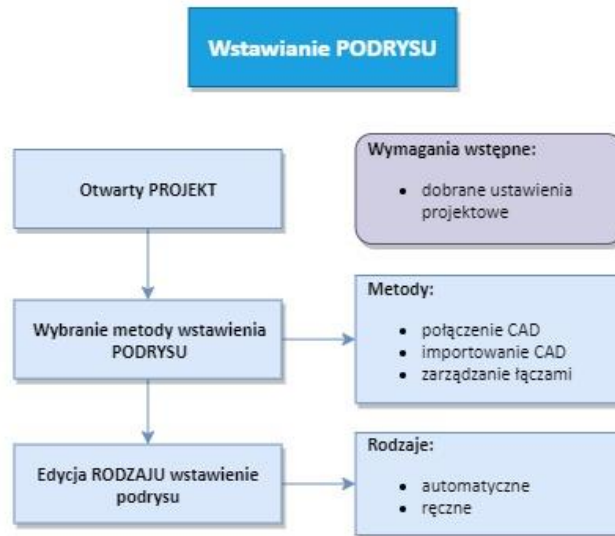 Wstawianie PODRYSU
Otwarty PROJEKT
Wymagania wstępne:
• dobrane ustawienia
projektowe
Wybranie metody wstawienia
PODRYSU
Metody:
• połączenie CAD
• importowanie CAD
• zarządzanie łączami
Edycja RODZAJU wstawienie
podrysu
Rodzaje:
• automatyczne
• ręczne